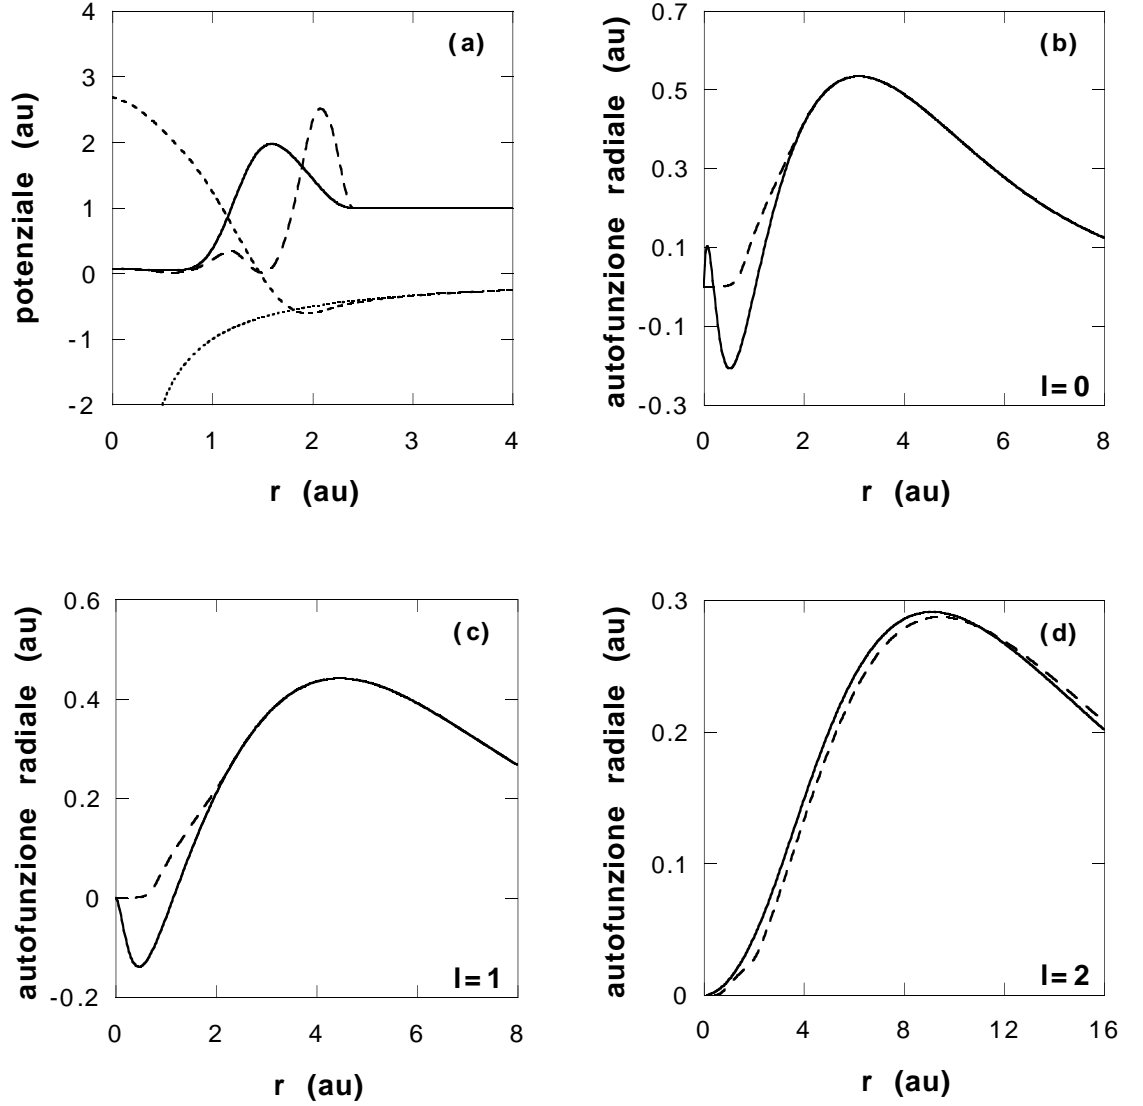 (a)
potenziale (au)
4
3
2
1
0
-1
-2
0 1 2 3 4
r (au)
(b)
autofunzione radiale (au)
0.7
0.5
0.3
0.1
-0.1
-0.3
l=0
0 2 4 6 8
r (au)
(c)
autofunzione radiale (au)
0.6
0.4
0.2
0
-0.2
l=1
0 2 4 6 8
r (au)
(d)
autofunzione radiale (au)
0.3
0.2
0.1
0
l=2
0 4 8 12 16
r (au)